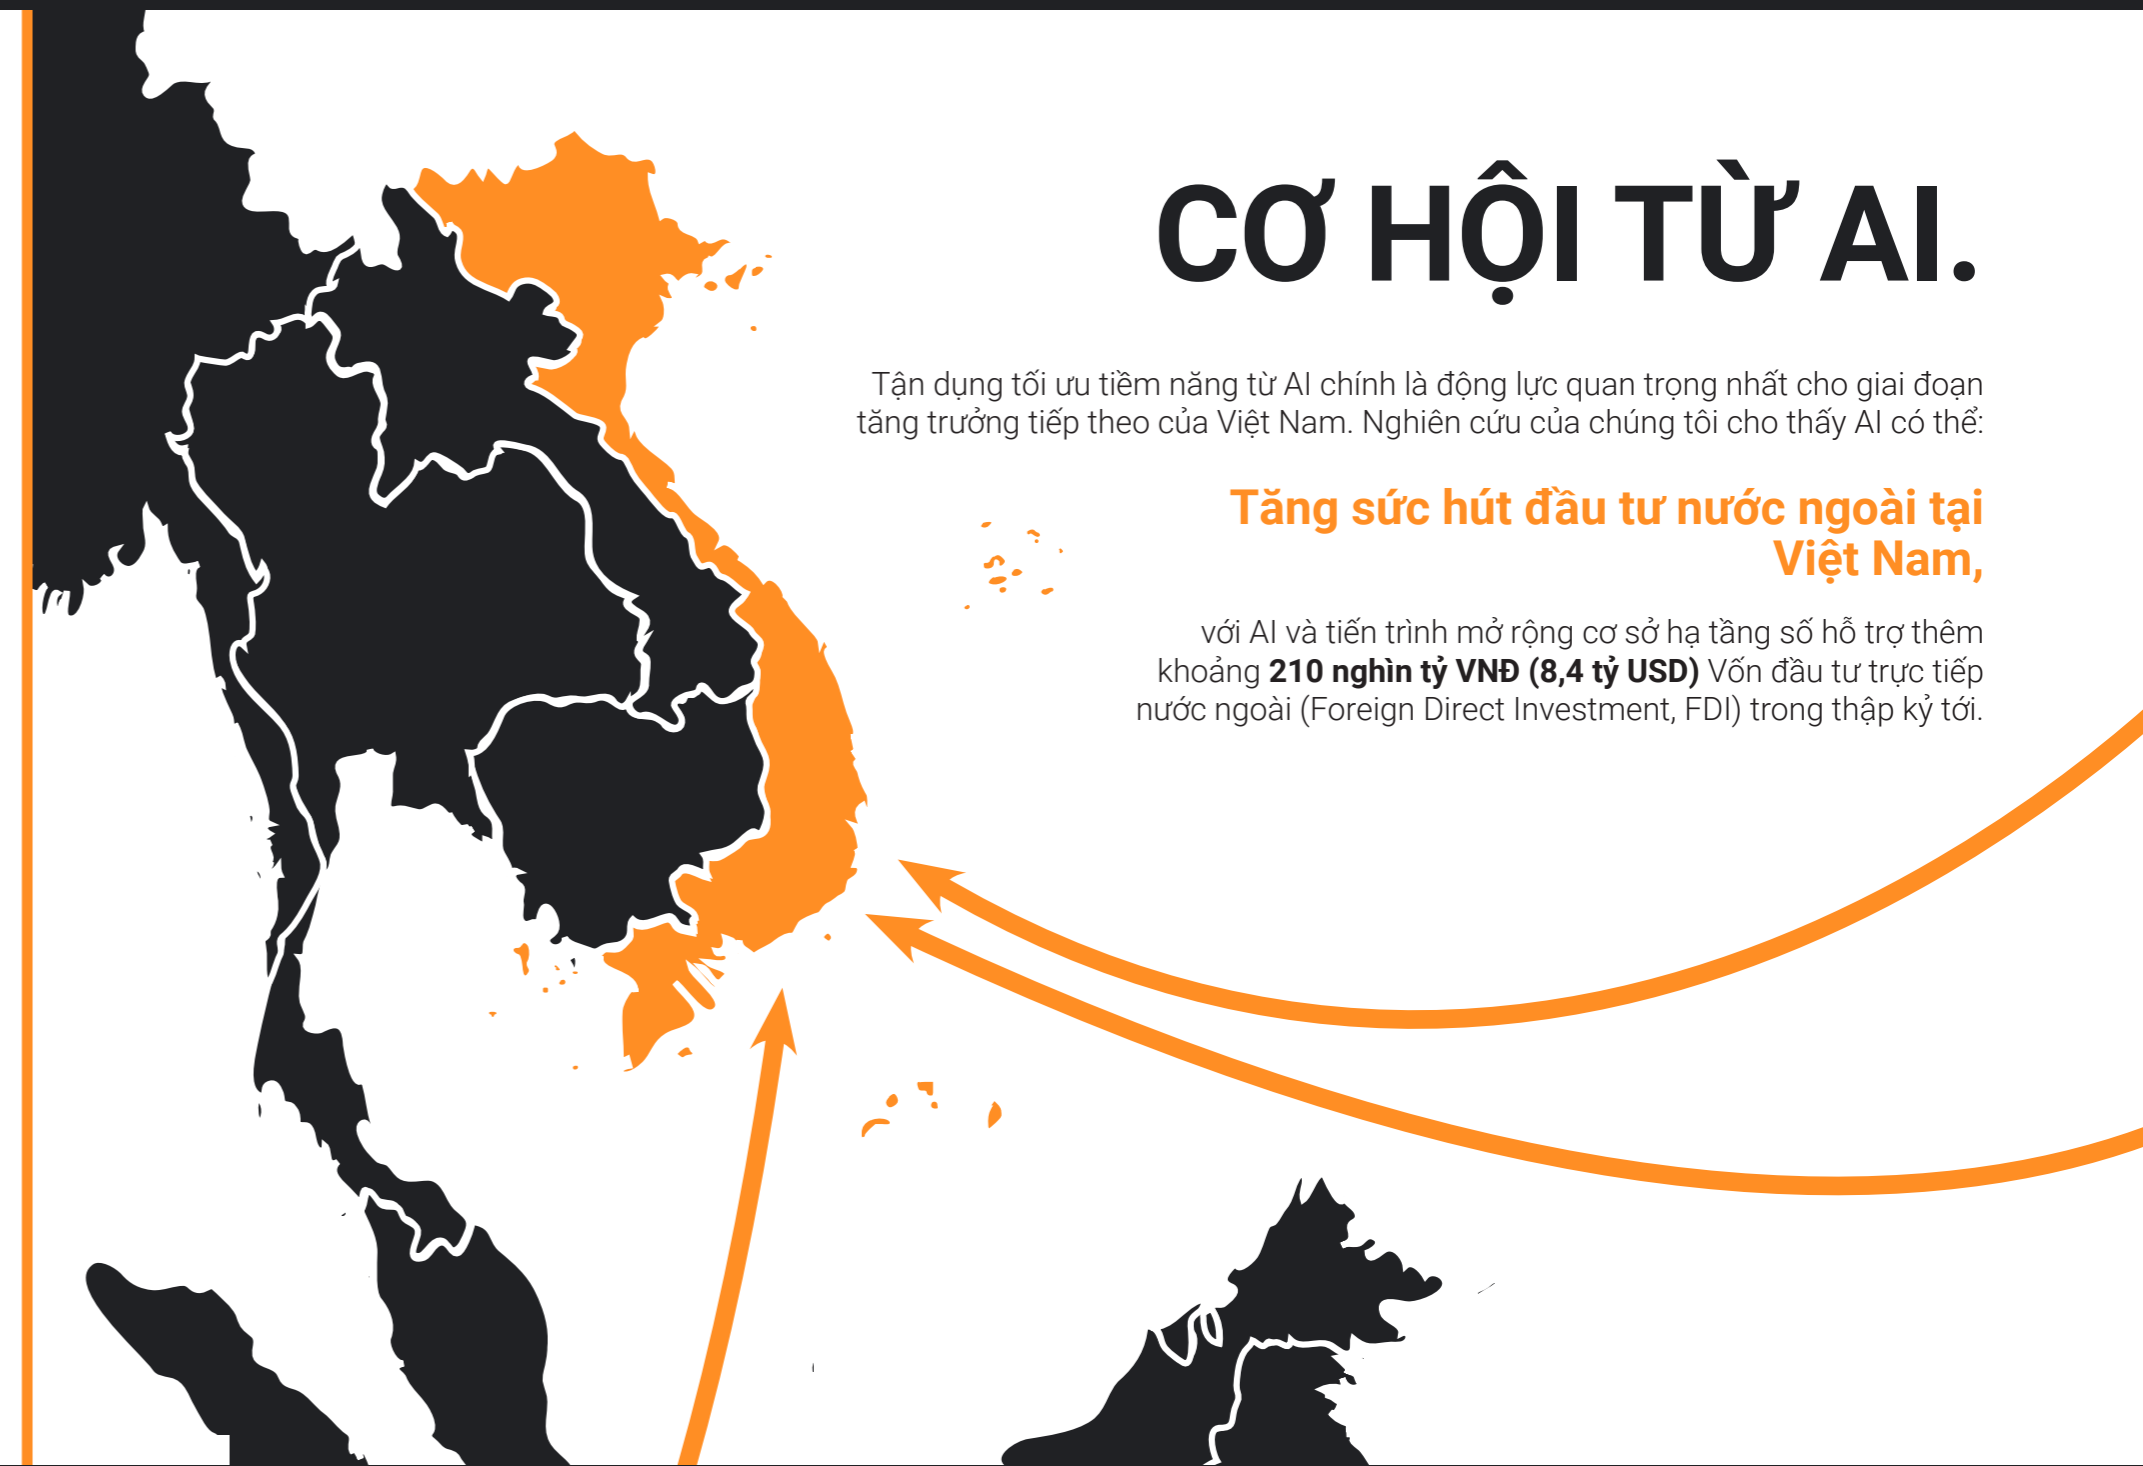 CƠ HỘI TỪ AI.
Tận dụng tối ưu tiềm năng từ AI chính là động lực quan trọng nhất cho giai đoạn
tăng trưởng tiếp theo của Việt Nam. Nghiên cứu của chúng tôi cho thấy AI có thể:
Tăng sức hút đầu tư nước ngoài tại
Việt Nam,
với AI và tiến trình mở rộng cơ sở hạ tầng số hỗ trợ thêm
khoảng 210 nghìn tỷ VNĐ (8,4 tỷ USD) Vốn đầu tư trực tiếp
nước ngoài (Foreign Direct Investment, FDI) trong thập kỷ tới.